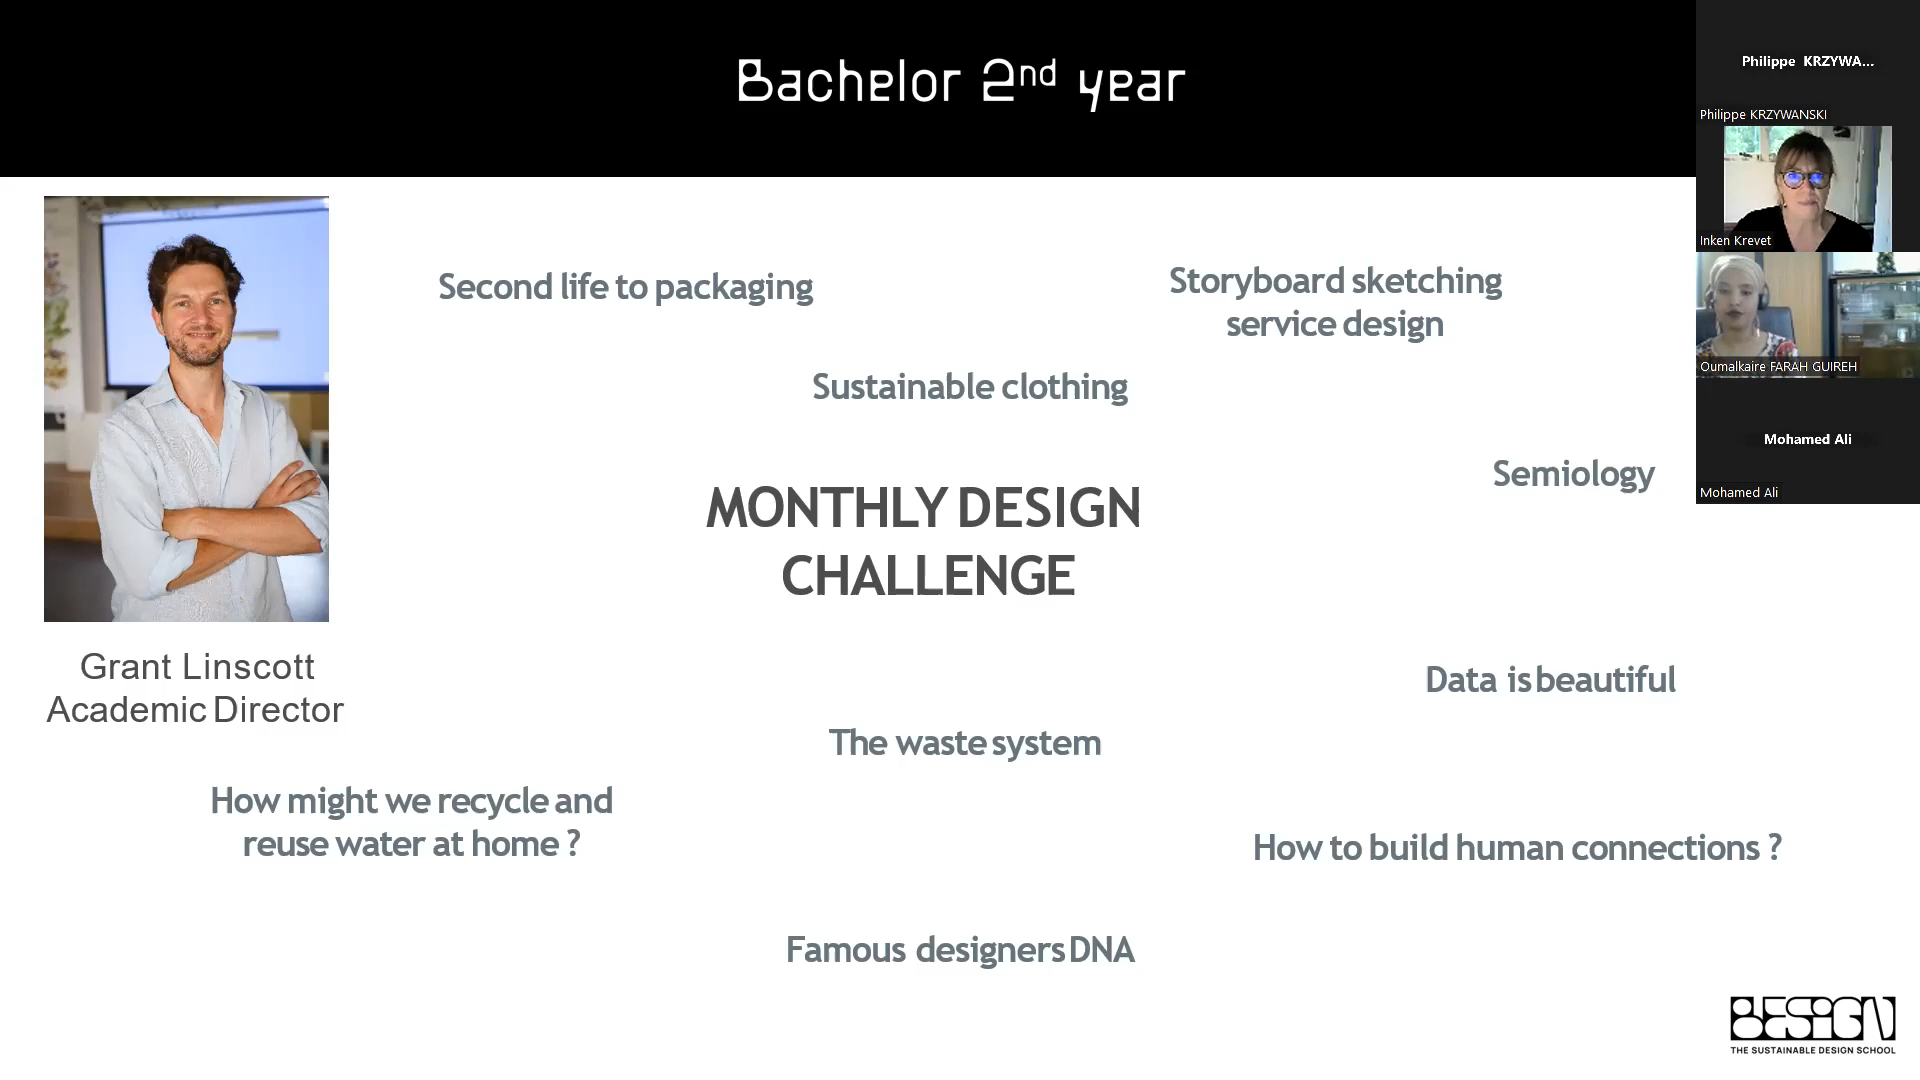 Bachelor 2nd year
Philippe KRZYWA...
Philippe KRZYWANSKI
Inken Krevet
Oumalkaire FARAH GUIREH
Mohamed Ali
Mohamed Ali
Second life to packaging
Storyboard sketching
service design
Sustainable clothing
Semiology
MONTHLY DESIGN
CHALLENGE
Grant Linscott
Academic Director
Data is beautiful
The waste system
How might we recycle and
reuse water at home ?
How to build human connections ?
Famous designers DNA
BESIGN
THE SUSTAINABLE DESIGN SCHOOL